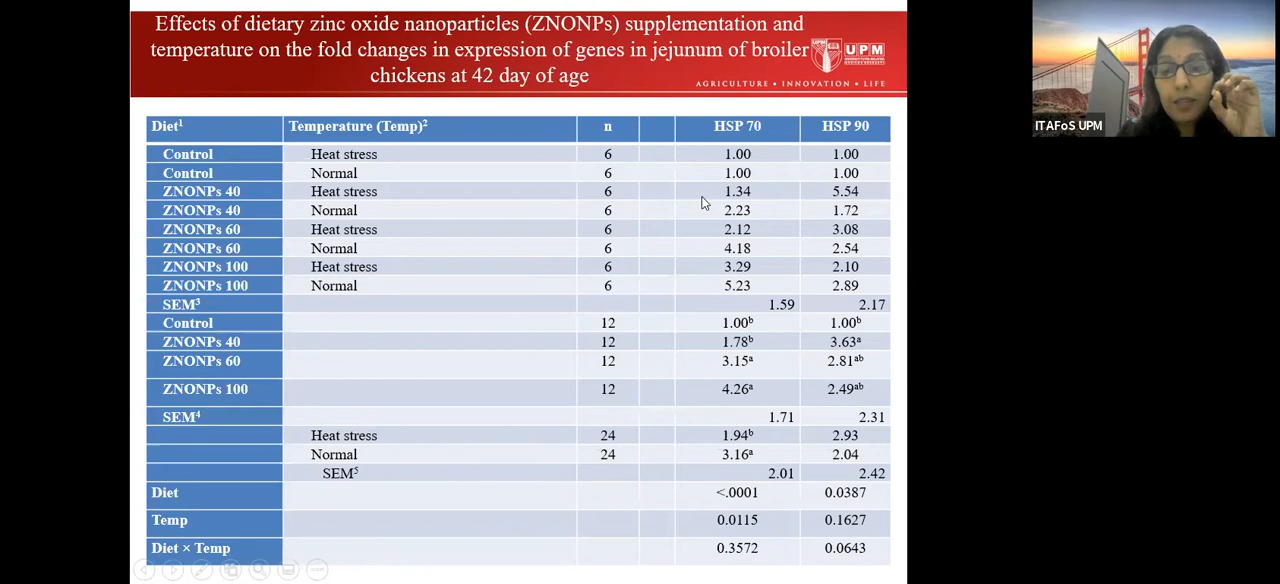 Effects of dietary zinc oxide nanoparticles (ZNONPs) supplementation and
temperature on the fold changes in expression of genes in jejunum of broiler
chickens at 42 day of age
UPM
AGRICULTURE • INNOVATION • LIFE
ITAFoS UPM
Diet¹ Temperature (Temp)² n HSP 70 HSP 90
Control Heat stress 6 1.00 1.00
Control Normal 6 1.00 1.00
ZNONPs 40 Heat stress 6 1.34 5.54
ZNONPs 40 Normal 6 2.23 1.72
ZNONPs 60 Heat stress 6 2.12 3.08
ZNONPs 60 Normal 6 4.18 2.54
ZNONPs 100 Heat stress 6 3.29 2.10
ZNONPs 100 Normal 6 5.23 2.89
SEM³ 1.59 2.17
Control 12 1.00ᵇ 1.00ᵇ
ZNONPs 40 12 1.78ᵇ 3.63ᵃ
ZNONPs 60 12 3.15ᵃ 2.81ᵃᵇ
ZNONPs 100 12 4.26ᵃ 2.49ᵃᵇ
SEM⁴ 1.71 2.31
Heat stress 24 1.94ᵇ 2.93
Normal 24 3.16ᵃ 2.04
SEM⁵ 2.01 2.42
Diet <.0001 0.0387
Temp 0.0115 0.1627
Diet × Temp 0.3572 0.0643